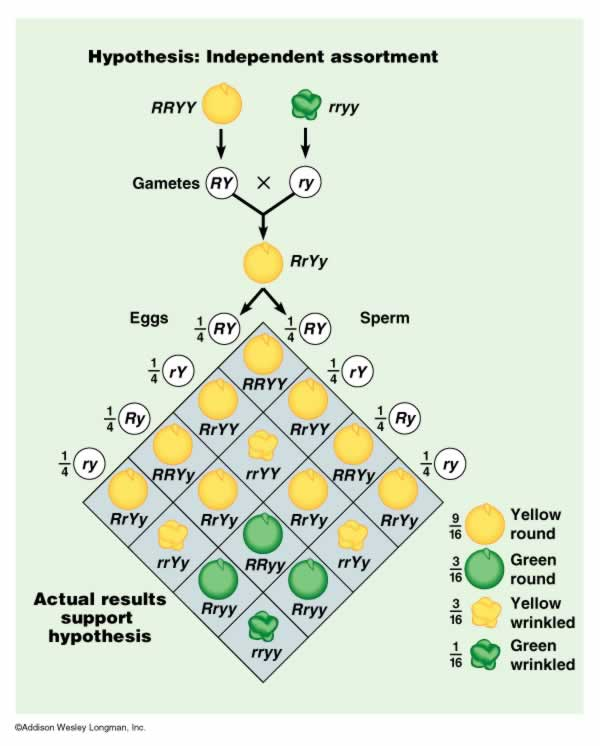 Hypothesis: Independent assortment
RRYY
rryy
Gametes RY × ry
RrYy
Eggs
Sperm
1/4 RY
1/4 RY
1/4 rY
1/4 rY
1/4 Ry
1/4 Ry
1/4 ry
1/4 ry
RRYY
RrYY
RrYY
RRYy
rrYY
RRYy
RrYy
RrYy
RrYy
RrYy
rrYy
RRyy
rrYy
Rryy
Rryy
rryy
9/16 Yellow
round
3/16 Green
round
3/16 Yellow
wrinkled
1/16 Green
wrinkled
Actual results
support
hypothesis
©Addison Wesley Longman, Inc.